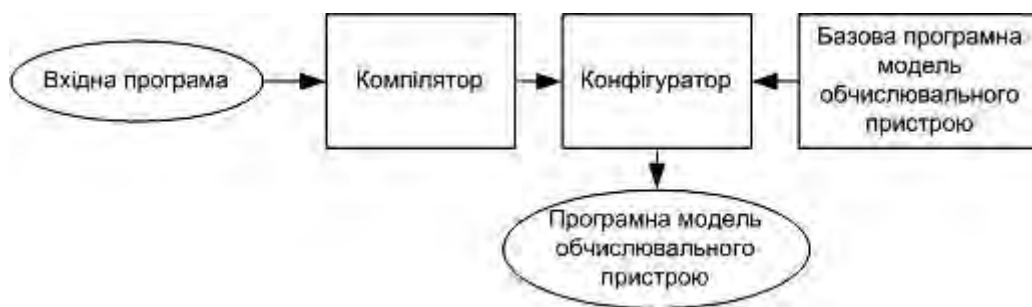 Вхідна програма
Компілятор
Конфігуратор
Базова програмна
модель
обчислювального
пристрою
Програмна модель
обчислювального
пристрою